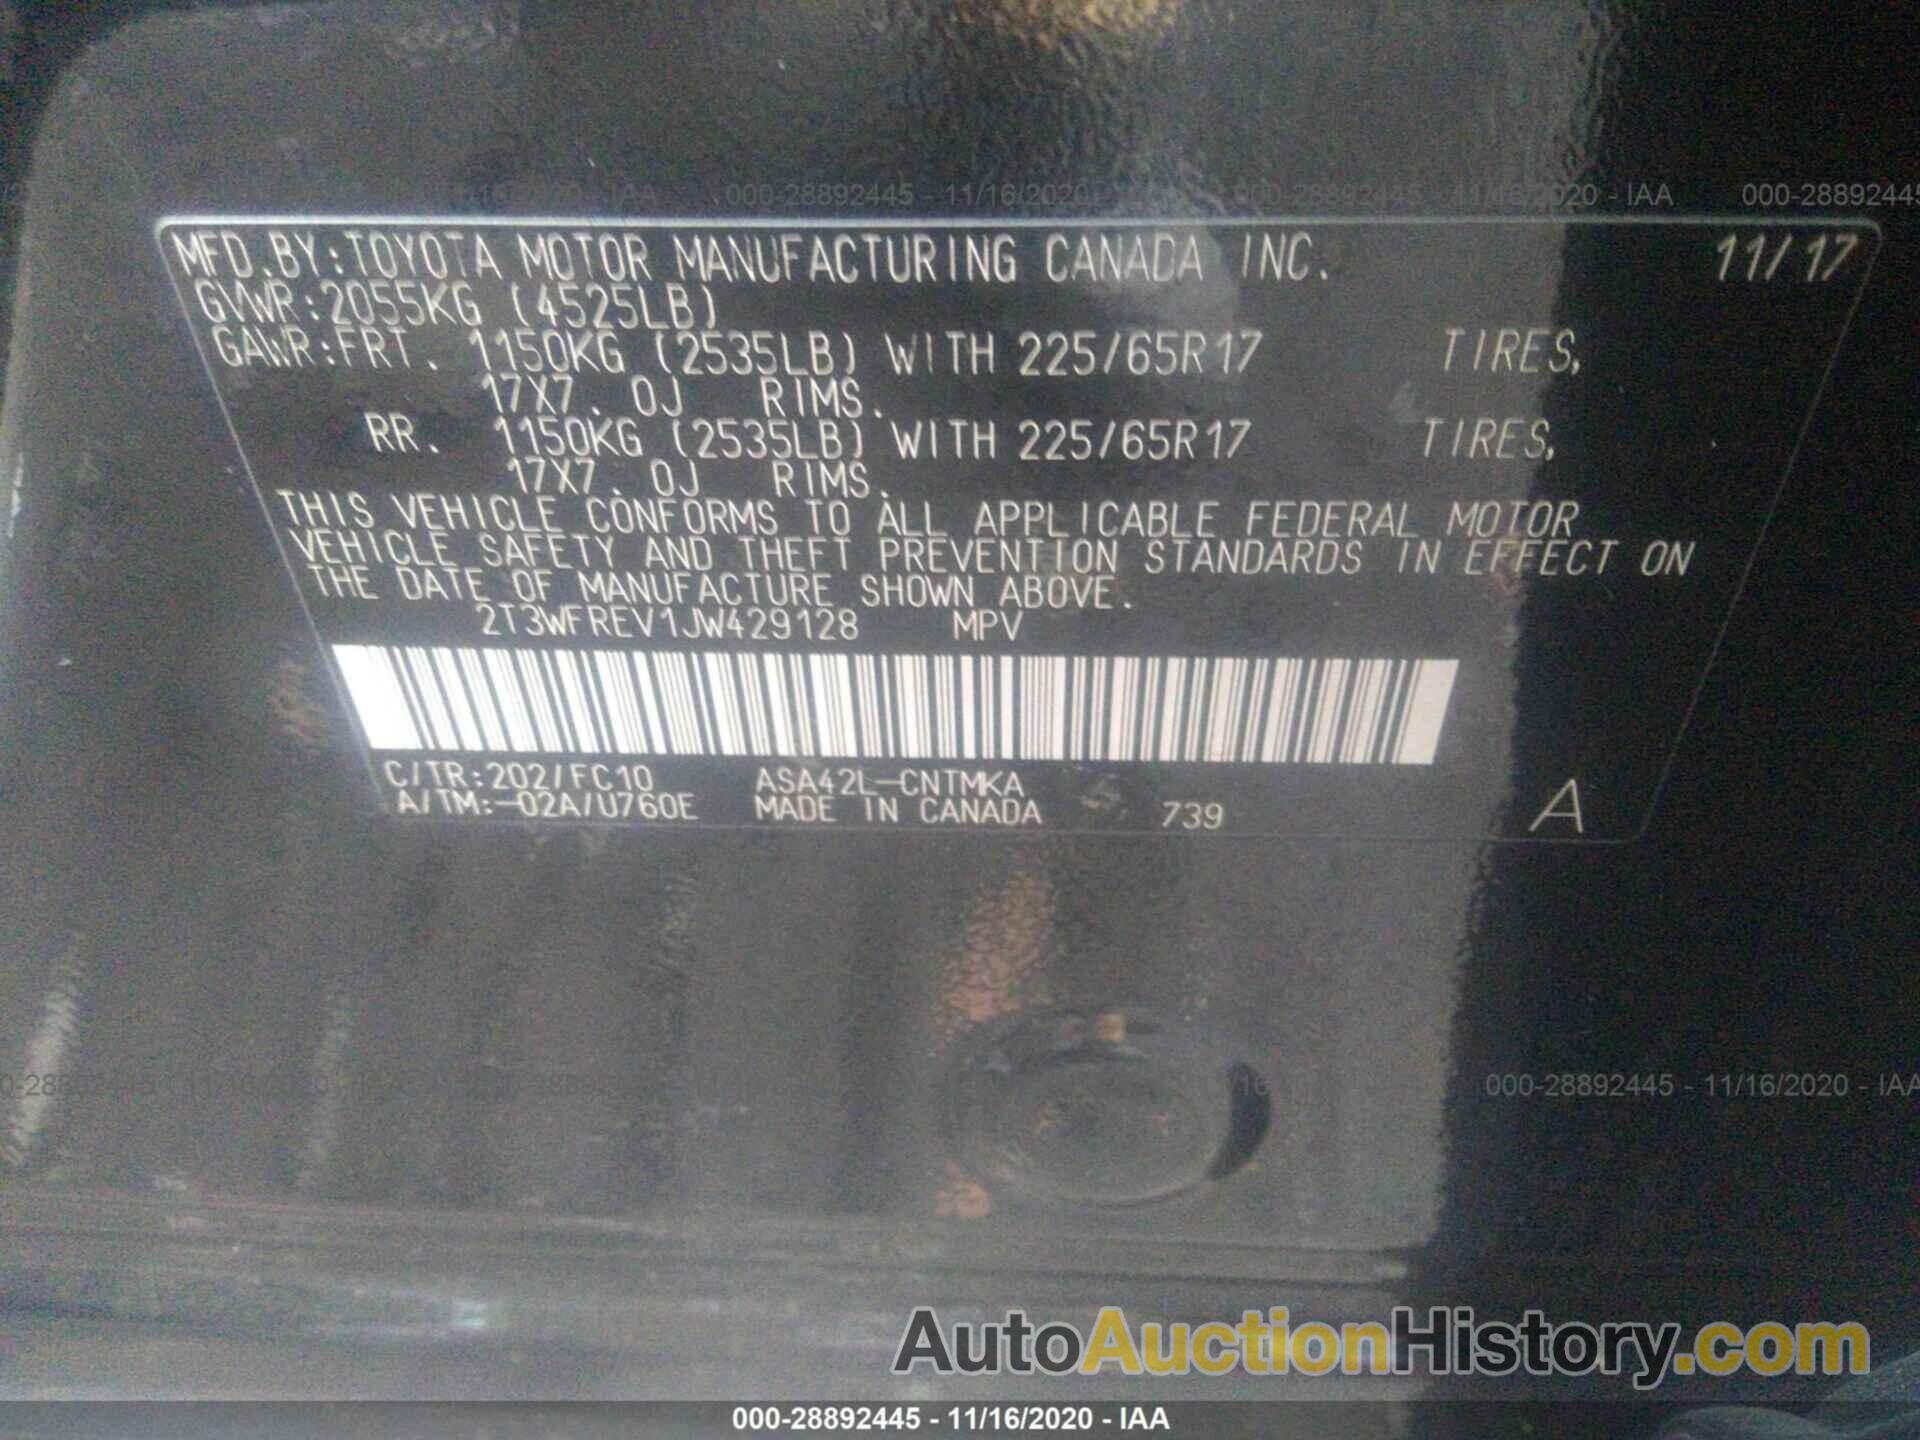 000-28892445 - 11/16/2020 - IAA
MFD.BY:TOYOTA MOTOR MANUFACTURING CANADA INC. 11/17
GVWR:2055KG (4525LB)
GAWR:FRT. 1150KG (2535LB) WITH 225/65R17 TIRES,
17X7.0J RIMS.
RR. 1150KG (2535LB) WITH 225/65R17 TIRES,
17X7.0J RIMS.
THIS VEHICLE CONFORMS TO ALL APPLICABLE FEDERAL MOTOR
VEHICLE SAFETY AND THEFT PREVENTION STANDARDS IN EFFECT ON
THE DATE OF MANUFACTURE SHOWN ABOVE.
2T3WFREV1JW429128 MPV
C/TR:202/FC10 ASA42L-CNTMKA
A/TM:-02A/U760E MADE IN CANADA 739 A
000-28892445 - 11/16/2020 - IAA
AutoAuctionHistory.com
000-28892445 - 11/16/2020 - IAA